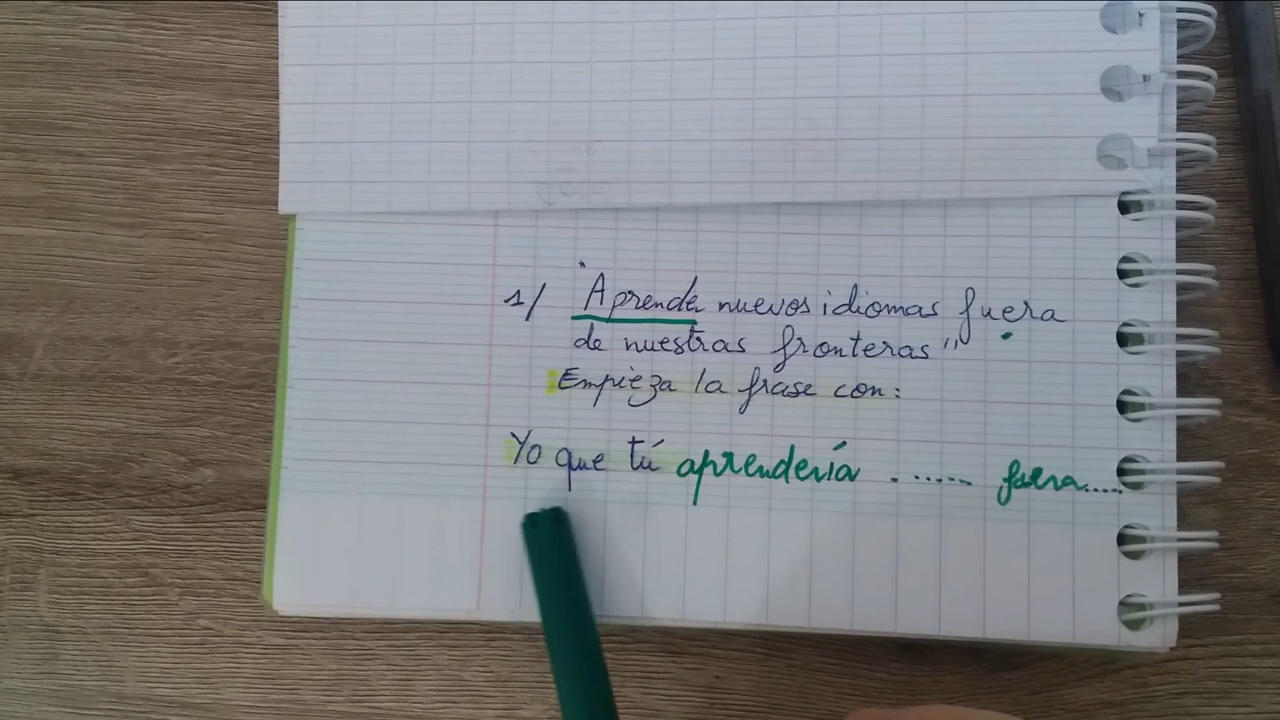 1/ "Aprende nuevos idiomas fuera
de nuestras fronteras"
Empieza la frase con:
Yo que tú aprendería . ..... fuera....